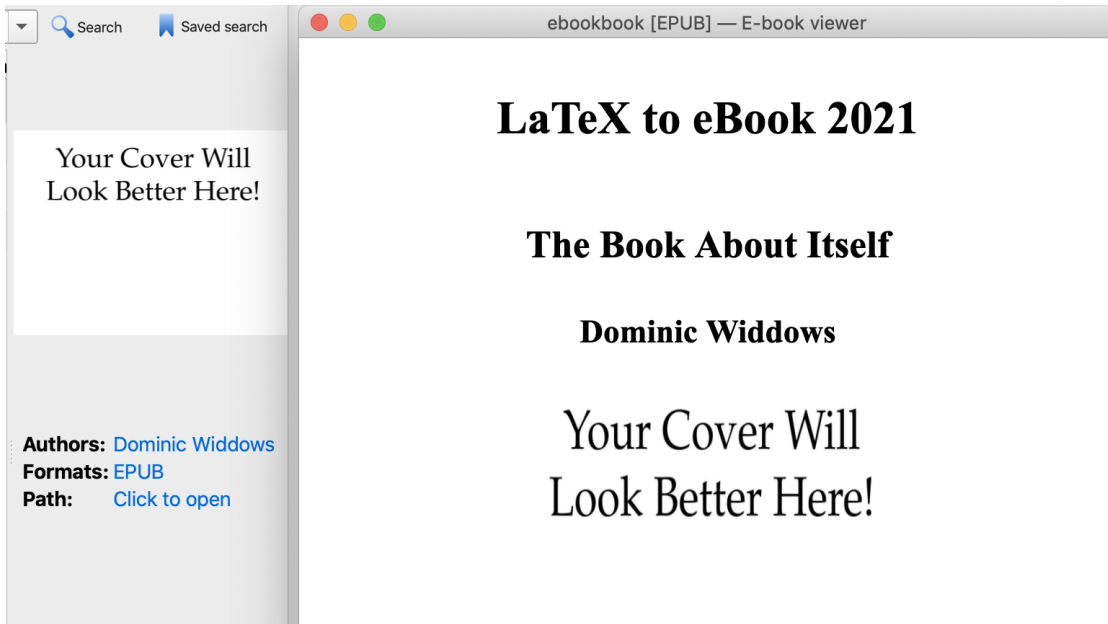 Search
Saved search
Your Cover Will
Look Better Here!
Authors: Dominic Widdows
Formats: EPUB
Path: Click to open
ebookbook [EPUB] — E-book viewer
LaTeX to eBook 2021
The Book About Itself
Dominic Widdows
Your Cover Will
Look Better Here!